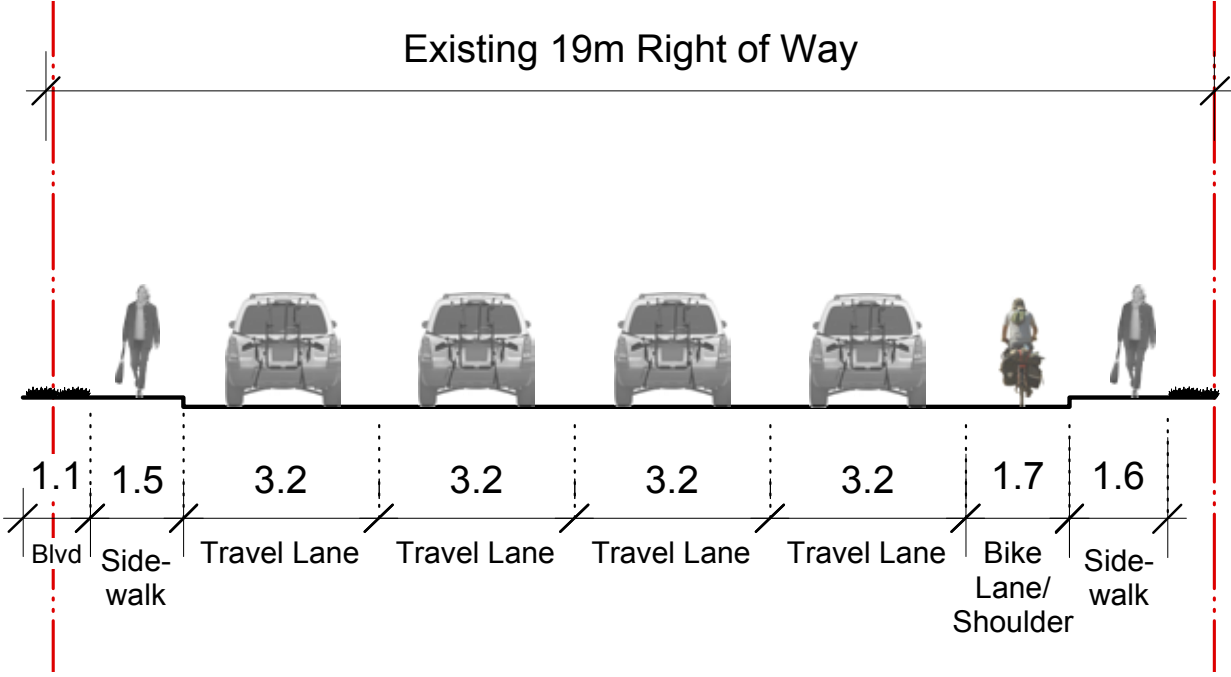 Existing 19m Right of Way
1.1 1.5 3.2 3.2 3.2 3.2 1.7 1.6
Blvd Side-
walk Travel Lane Travel Lane Travel Lane Travel Lane Bike
Lane/
Shoulder Side-
walk